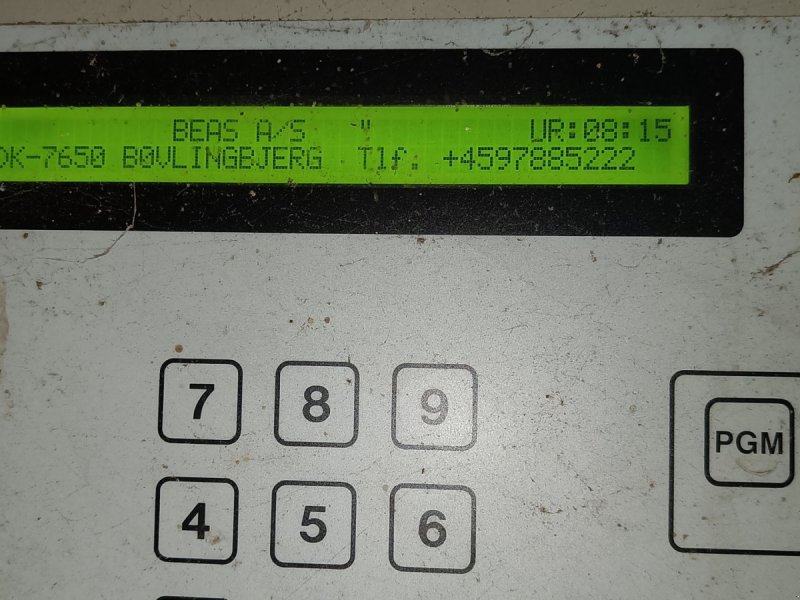 BEAS A/S " UR:08:15
DK-7650 BØVLINGBJERG Tlf. +4597885222
7 8 9
PGM
4 5 6